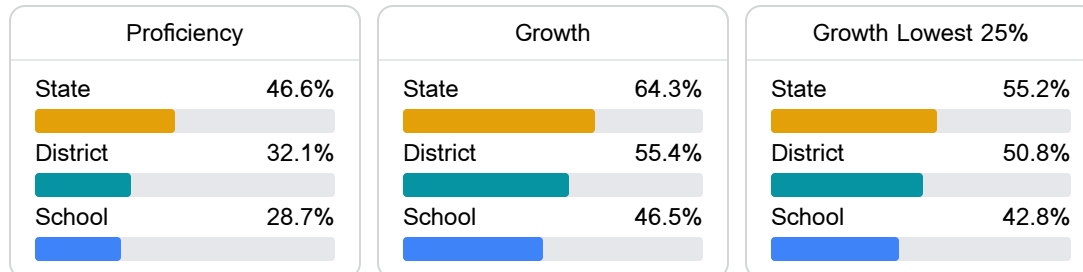 Proficiency
State 46.6%
District 32.1%
School 28.7%
Growth
State 64.3%
District 55.4%
School 46.5%
Growth Lowest 25%
State 55.2%
District 50.8%
School 42.8%